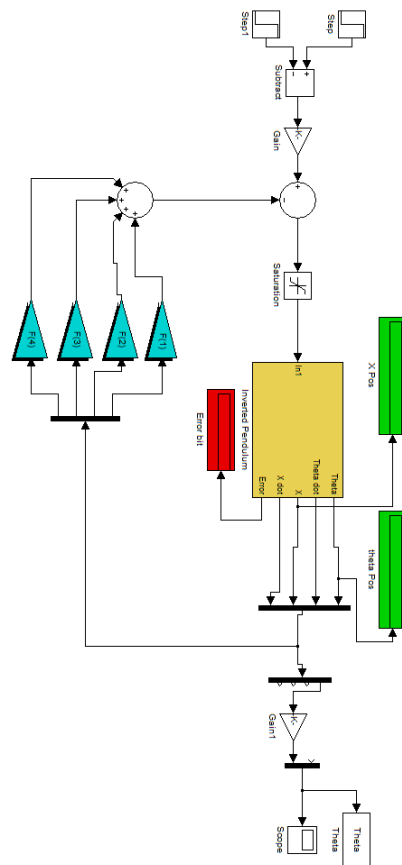 Step
Step1
+
−
Subtract
-K-
Gain
+
−
+
+
+
+
Saturation
F(1)
F(2)
F(3)
F(4)
In1
Theta
Theta dot
X
X dot
Error
Inverted Pendulum
Error bit
X Pos
theta Pos
-K-
Gain1
Scope
Theta
Theta